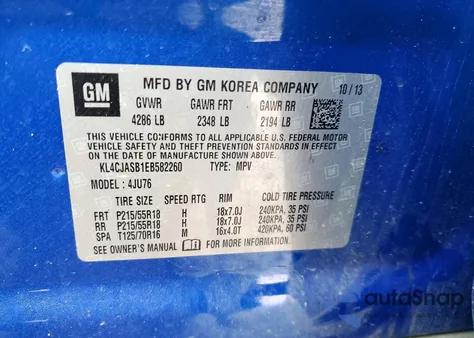 GM
MFD BY GM KOREA COMPANY 10/13
GVWR GAWR FRT GAWR RR
4286 LB 2348 LB 2194 LB
THIS VEHICLE CONFORMS TO ALL APPLICABLE U.S. FEDERAL MOTOR
VEHICLE SAFETY AND THEFT PREVENTION STANDARDS IN EFFECT
ON THE DATE OF MANUFACTURE SHOWN ABOVE.
KL4CJASB1EB582260 TYPE : MPV
MODEL : 4JU76
TIRE SIZE SPEED RTG RIM COLD TIRE PRESSURE
FRT P215/55R18 H 18x7.0J 240KPA, 35 PSI
RR P215/55R18 H 18x7.0J 240KPA, 35 PSI
SPA T125/70R16 M 16x4.0T 420KPA, 60 PSI
SEE OWNER'S MANUAL FOR ADDITIONAL INFORMATION
autoSnap